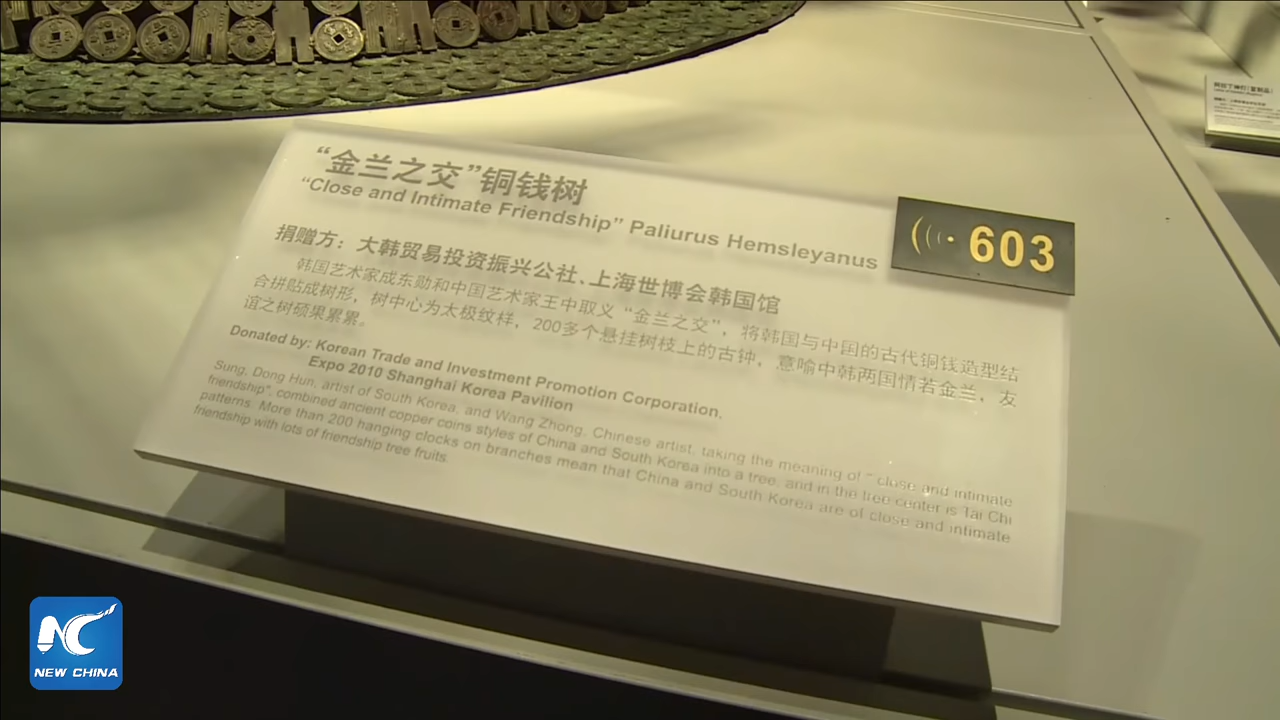 “金兰之交”铜钱树
“Close and Intimate Friendship” Paliurus Hemsleyanus
603
捐赠方：大韩贸易投资振兴公社、上海世博会韩国馆
韩国艺术家成东勋和中国艺术家王中取义“金兰之交”，将韩国与中国的古代铜钱造型结
合拼贴成树形，树中心为太极纹样，200多个悬挂树枝上的古钟，意喻中韩两国情若金兰，友
谊之树硕果累累。
Donated by: Korean Trade and Investment Promotion Corporation,
Expo 2010 Shanghai Korea Pavilion
Sung, Dong Hun, artist of South Korea, and Wang Zhong, Chinese artist, taking the meaning of " close and intimate
friendship", combined ancient copper coins styles of China and South Korea into a tree, and in the tree center is Tai Chi
patterns. More than 200 hanging clocks on branches mean that China and South Korea are of close and intimate
friendship with lots of friendship tree fruits.
NEW CHINA